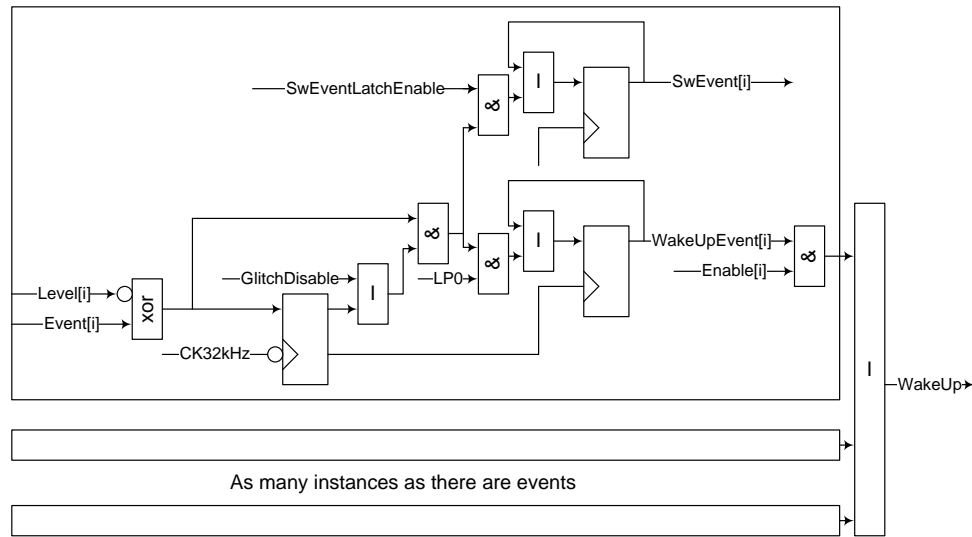 SwEventLatchEnable
&
I
SwEvent[i]
&
GlitchDisable
I
LP0
&
I
WakeUpEvent[i]
Enable[i]
&
Level[i]
Event[i]
xor
CK32kHz
I
WakeUp
As many instances as there are events